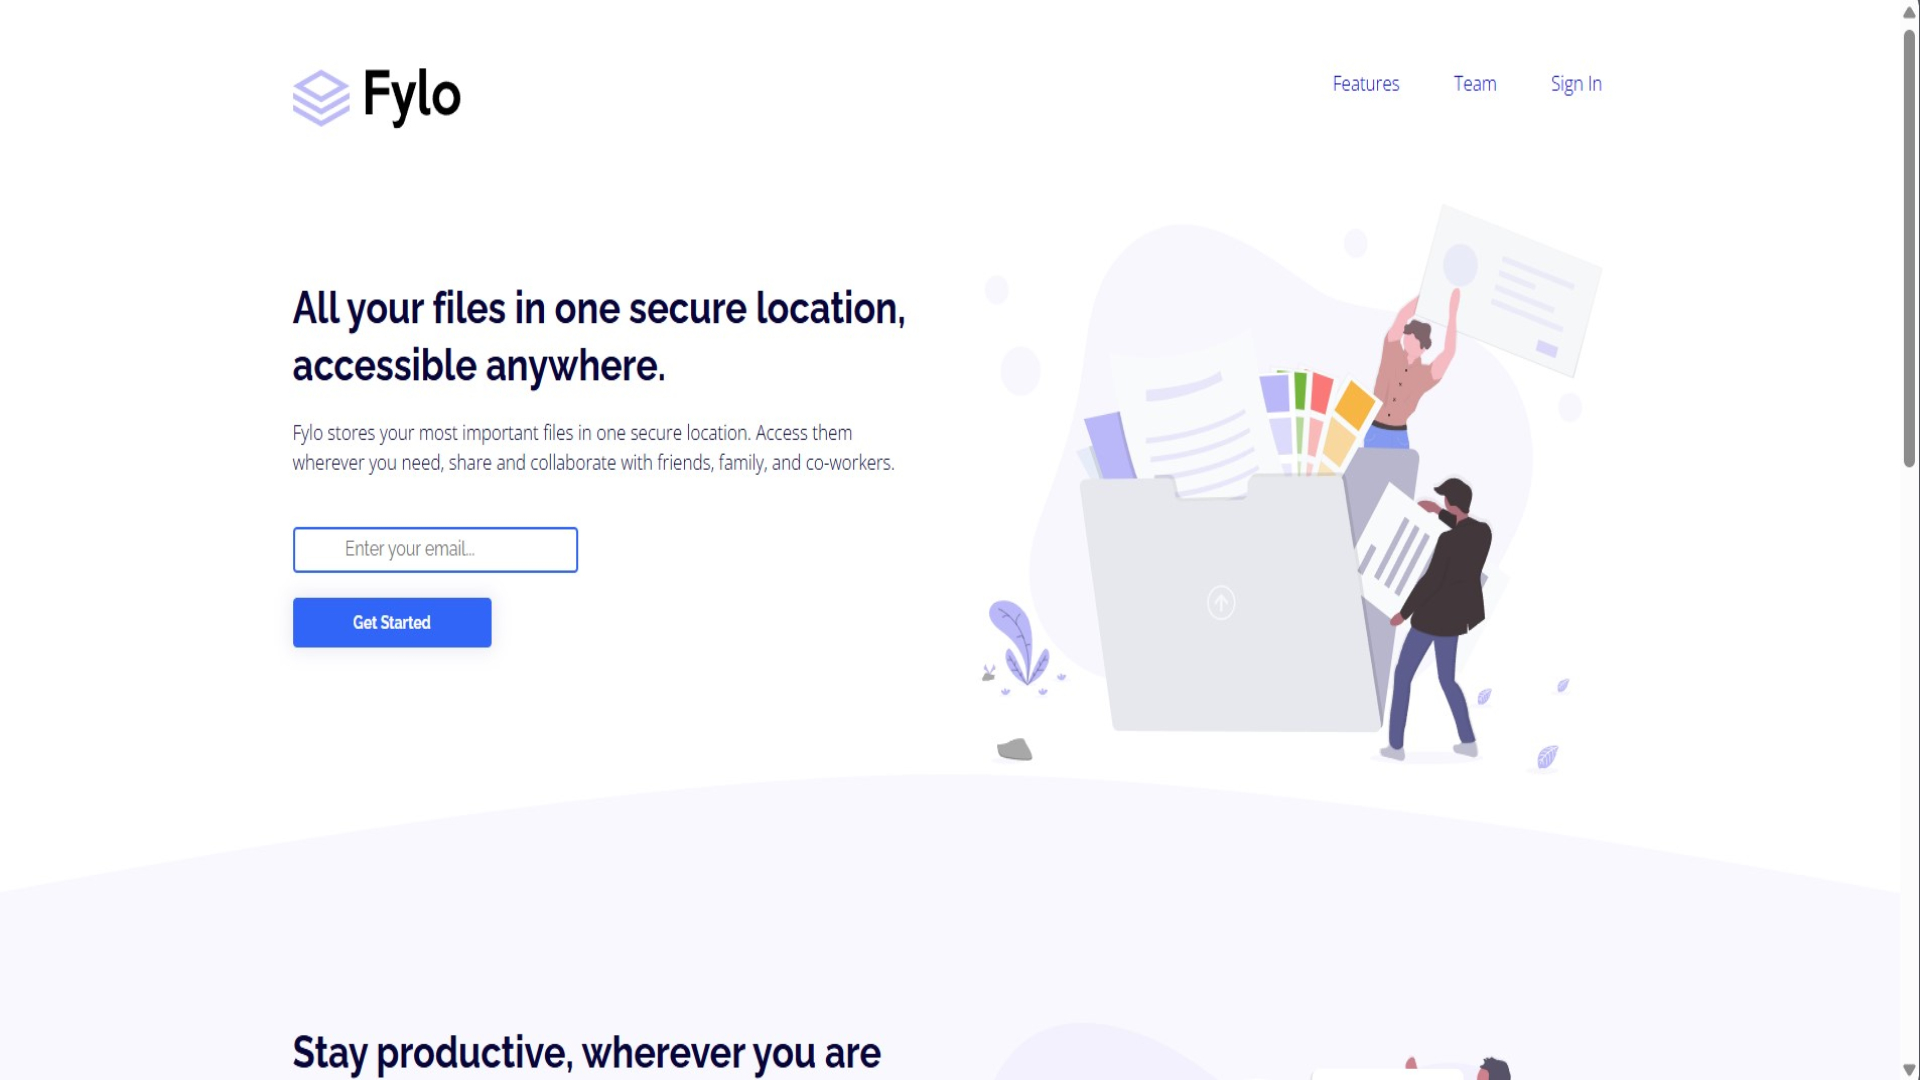 Fylo
Features
Team
Sign In
All your files in one secure location,
accessible anywhere.
Fylo stores your most important files in one secure location. Access them
wherever you need, share and collaborate with friends, family, and co-workers.
Enter your email...
Get Started
Stay productive, wherever you are